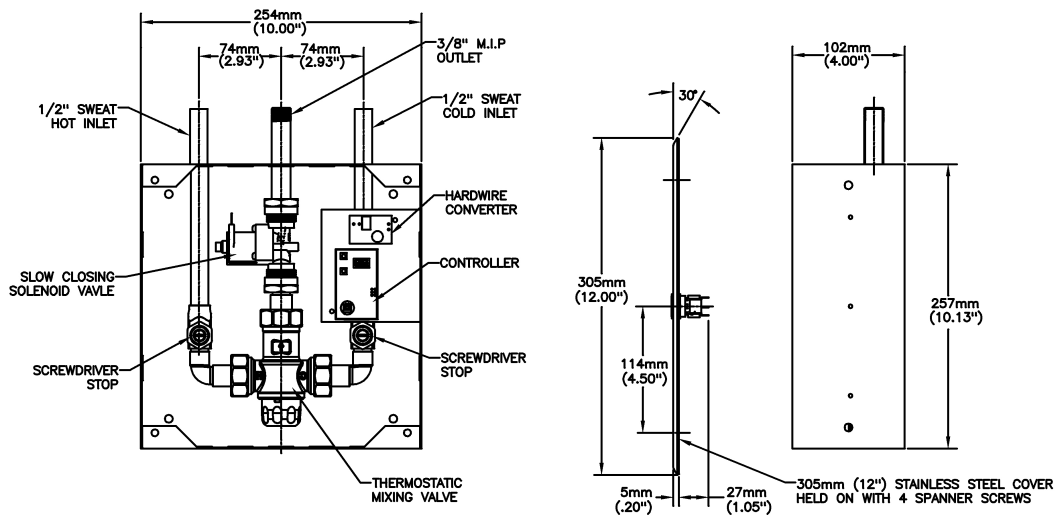 254mm
(10.00")
74mm
(2.93")
74mm
(2.93")
3/8" M.I.P
OUTLET
1/2" SWEAT
HOT INLET
1/2" SWEAT
COLD INLET
HARDWIRE
CONVERTER
CONTROLLER
SLOW CLOSING
SOLENOID VAVLE
SCREWDRIVER
STOP
SCREWDRIVER
STOP
THERMOSTATIC
MIXING VALVE
30°
305mm
(12.00")
114mm
(4.50")
5mm
(.20")
27mm
(1.05")
102mm
(4.00")
257mm
(10.13")
305mm (12") STAINLESS STEEL COVER
HELD ON WITH 4 SPANNER SCREWS